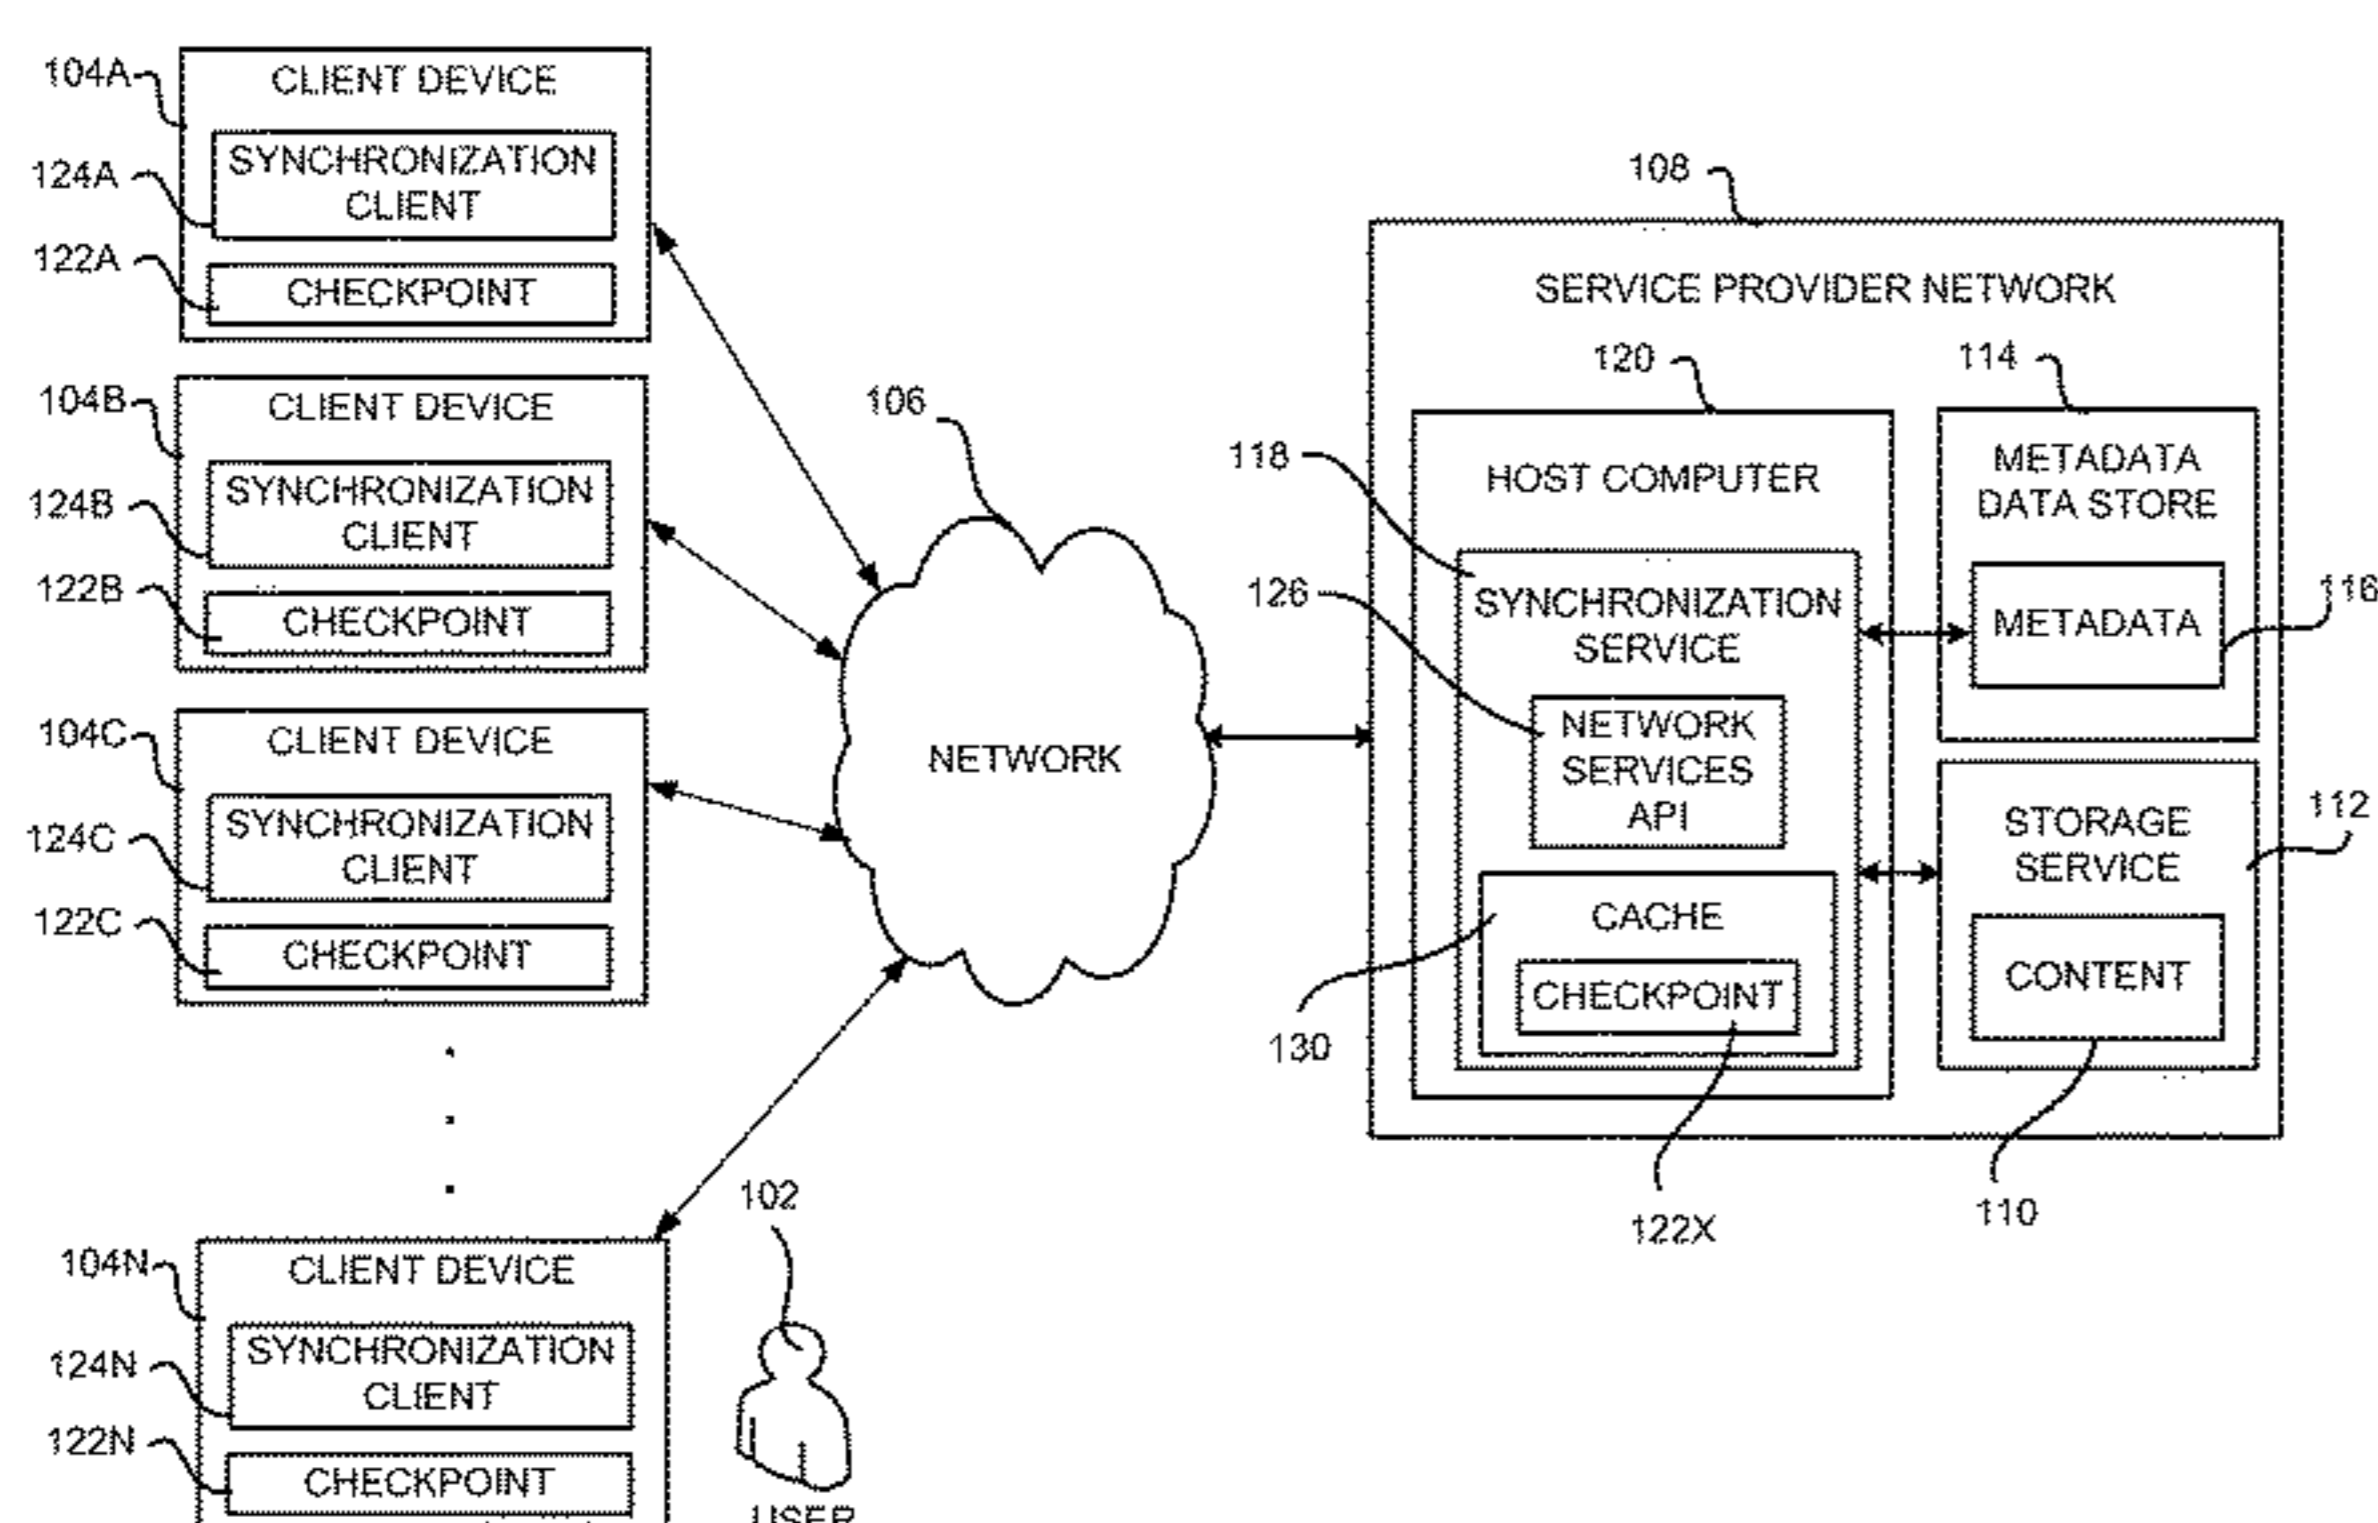 104A
CLIENT DEVICE
124A
SYNCHRONIZATION
CLIENT
122A
CHECKPOINT
104B
CLIENT DEVICE
124B
SYNCHRONIZATION
CLIENT
122B
CHECKPOINT
104C
CLIENT DEVICE
124C
SYNCHRONIZATION
CLIENT
122C
CHECKPOINT
104N
CLIENT DEVICE
124N
SYNCHRONIZATION
CLIENT
122N
CHECKPOINT
102
USER
106
NETWORK
108
SERVICE PROVIDER NETWORK
120
HOST COMPUTER
118
SYNCHRONIZATION
SERVICE
126
NETWORK
SERVICES
API
CACHE
CHECKPOINT
130
122X
114
METADATA
DATA STORE
METADATA
116
112
STORAGE
SERVICE
CONTENT
110